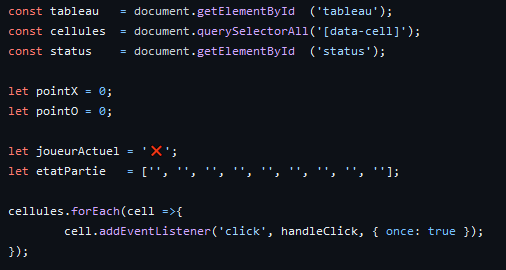 const tableau   = document.getElementById  ('tableau');
const cellules  = document.querySelectorAll('[data-cell]');
const status    = document.getElementById  ('status');
let pointX = 0;
let pointO = 0;
let joueurActuel = '❌';
let etatPartie   = ['', '', '', '', '', '', '', '', ''];
cellules.forEach(cell =>{
        cell.addEventListener('click', handleClick, { once: true });
});